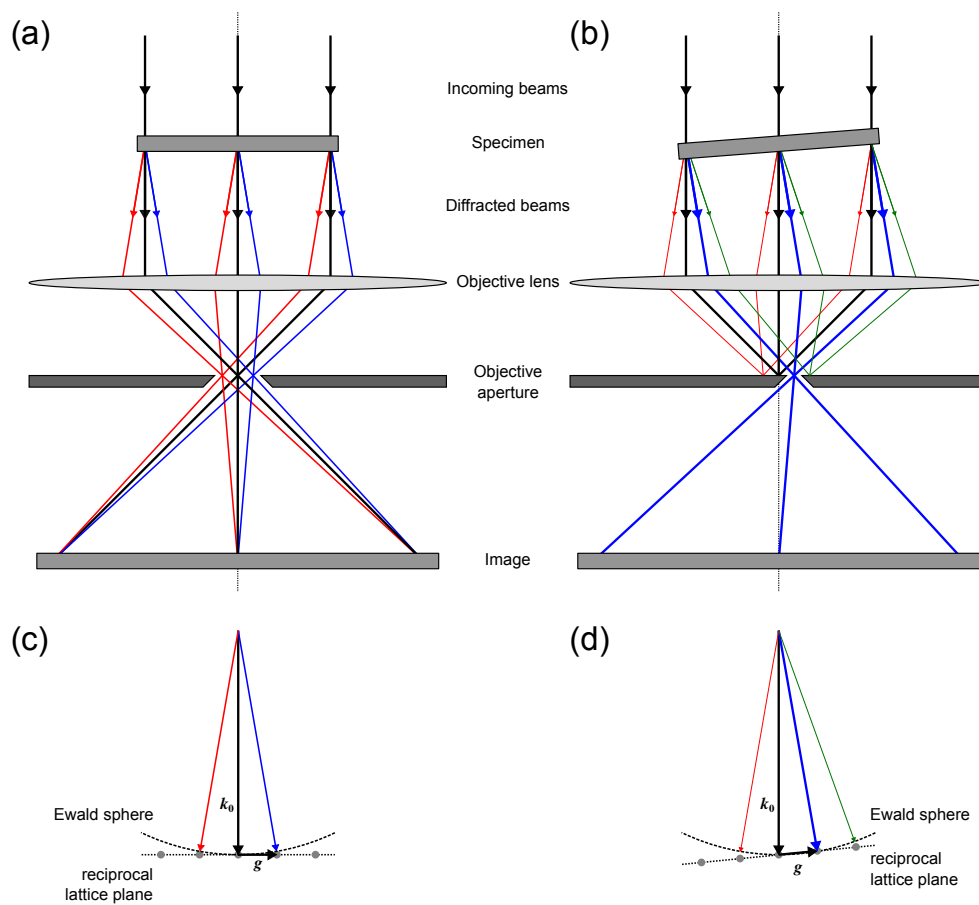 (a)
(b)
Incoming beams
Specimen
Diffracted beams
Objective lens
Objective
aperture
Image
(c)
(d)
k₀
k₀
Ewald sphere
Ewald sphere
g
g
reciprocal
lattice plane
reciprocal
lattice plane